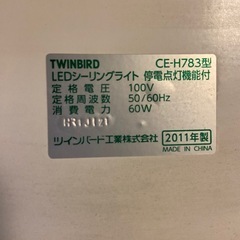 TWINBIRD CE-H783型
LEDシーリングライト 停電点灯機能付
定格電圧 100V
定格周波数 50/60Hz
消費電力 60W
ツインバード工業株式会社 2011年製